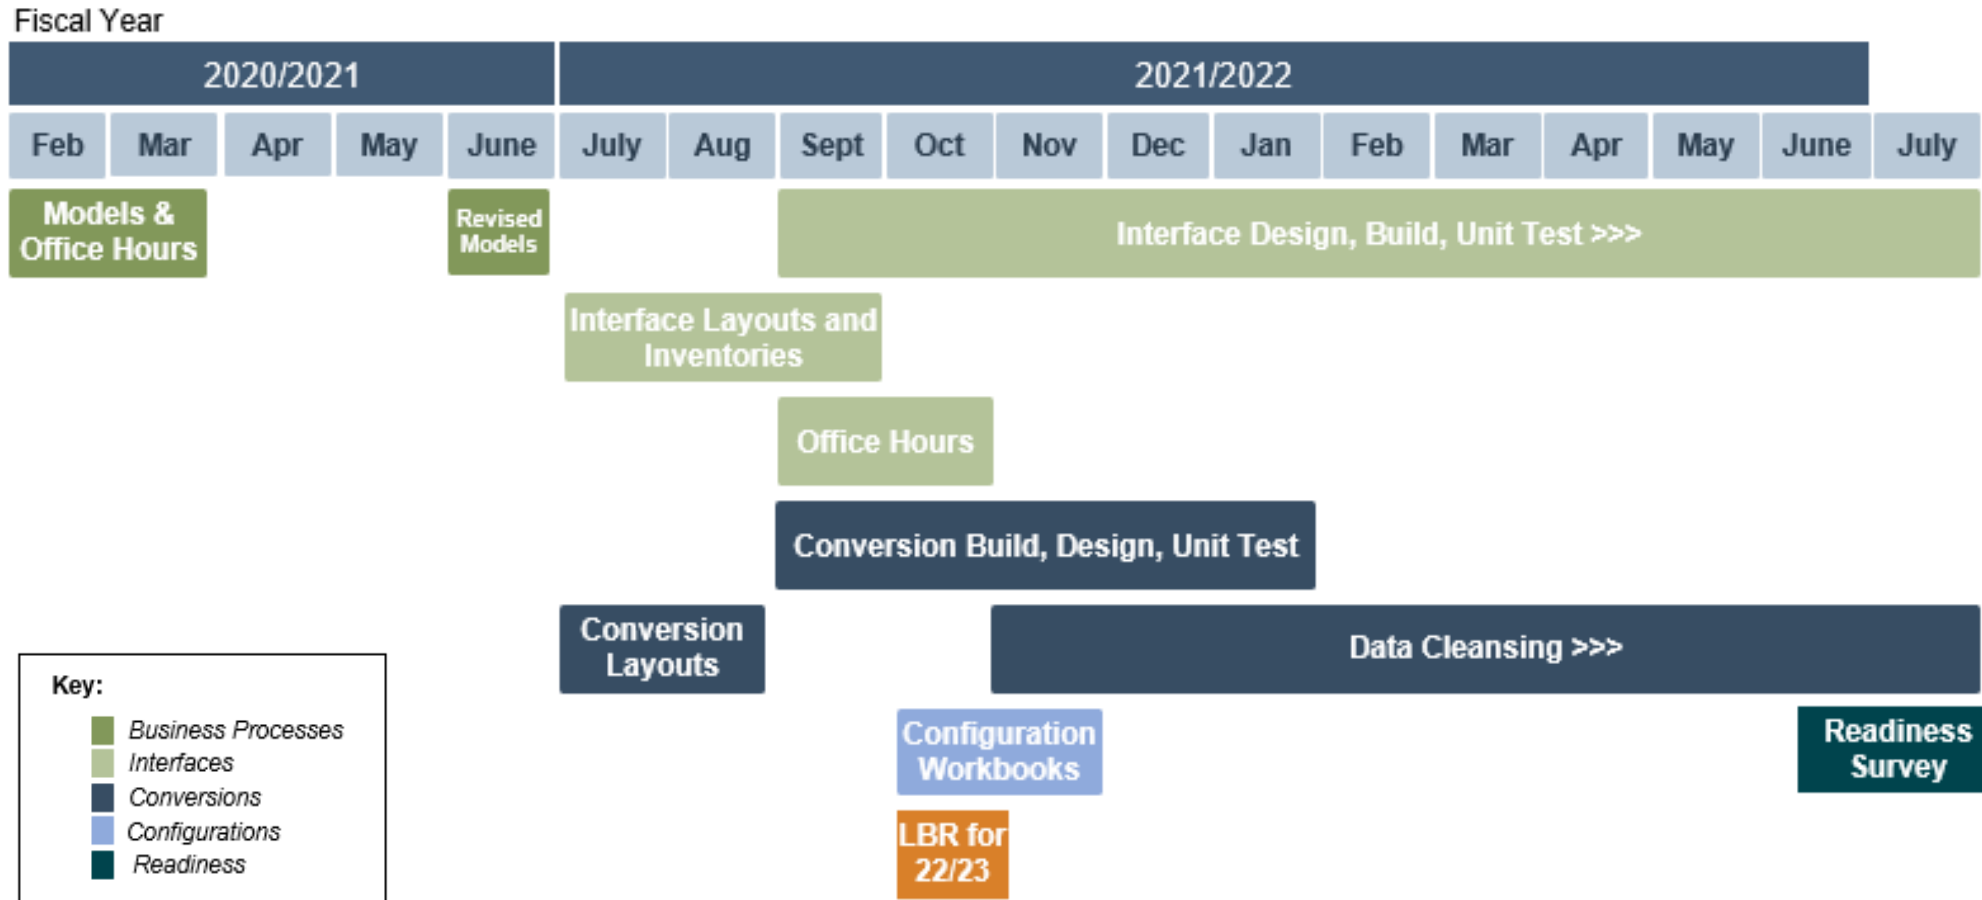 Fiscal Year
2020/2021
2021/2022
Feb
Mar
Apr
May
June
July
Aug
Sept
Oct
Nov
Dec
Jan
Feb
Mar
Apr
May
June
July
Models &
Office Hours
Revised
Models
Interface Design, Build, Unit Test >>>
Interface Layouts and
Inventories
Office Hours
Conversion Build, Design, Unit Test
Conversion
Layouts
Data Cleansing >>>
Configuration
Workbooks
Readiness
Survey
LBR for
22/23
Key:
Business Processes
Interfaces
Conversions
Configurations
Readiness